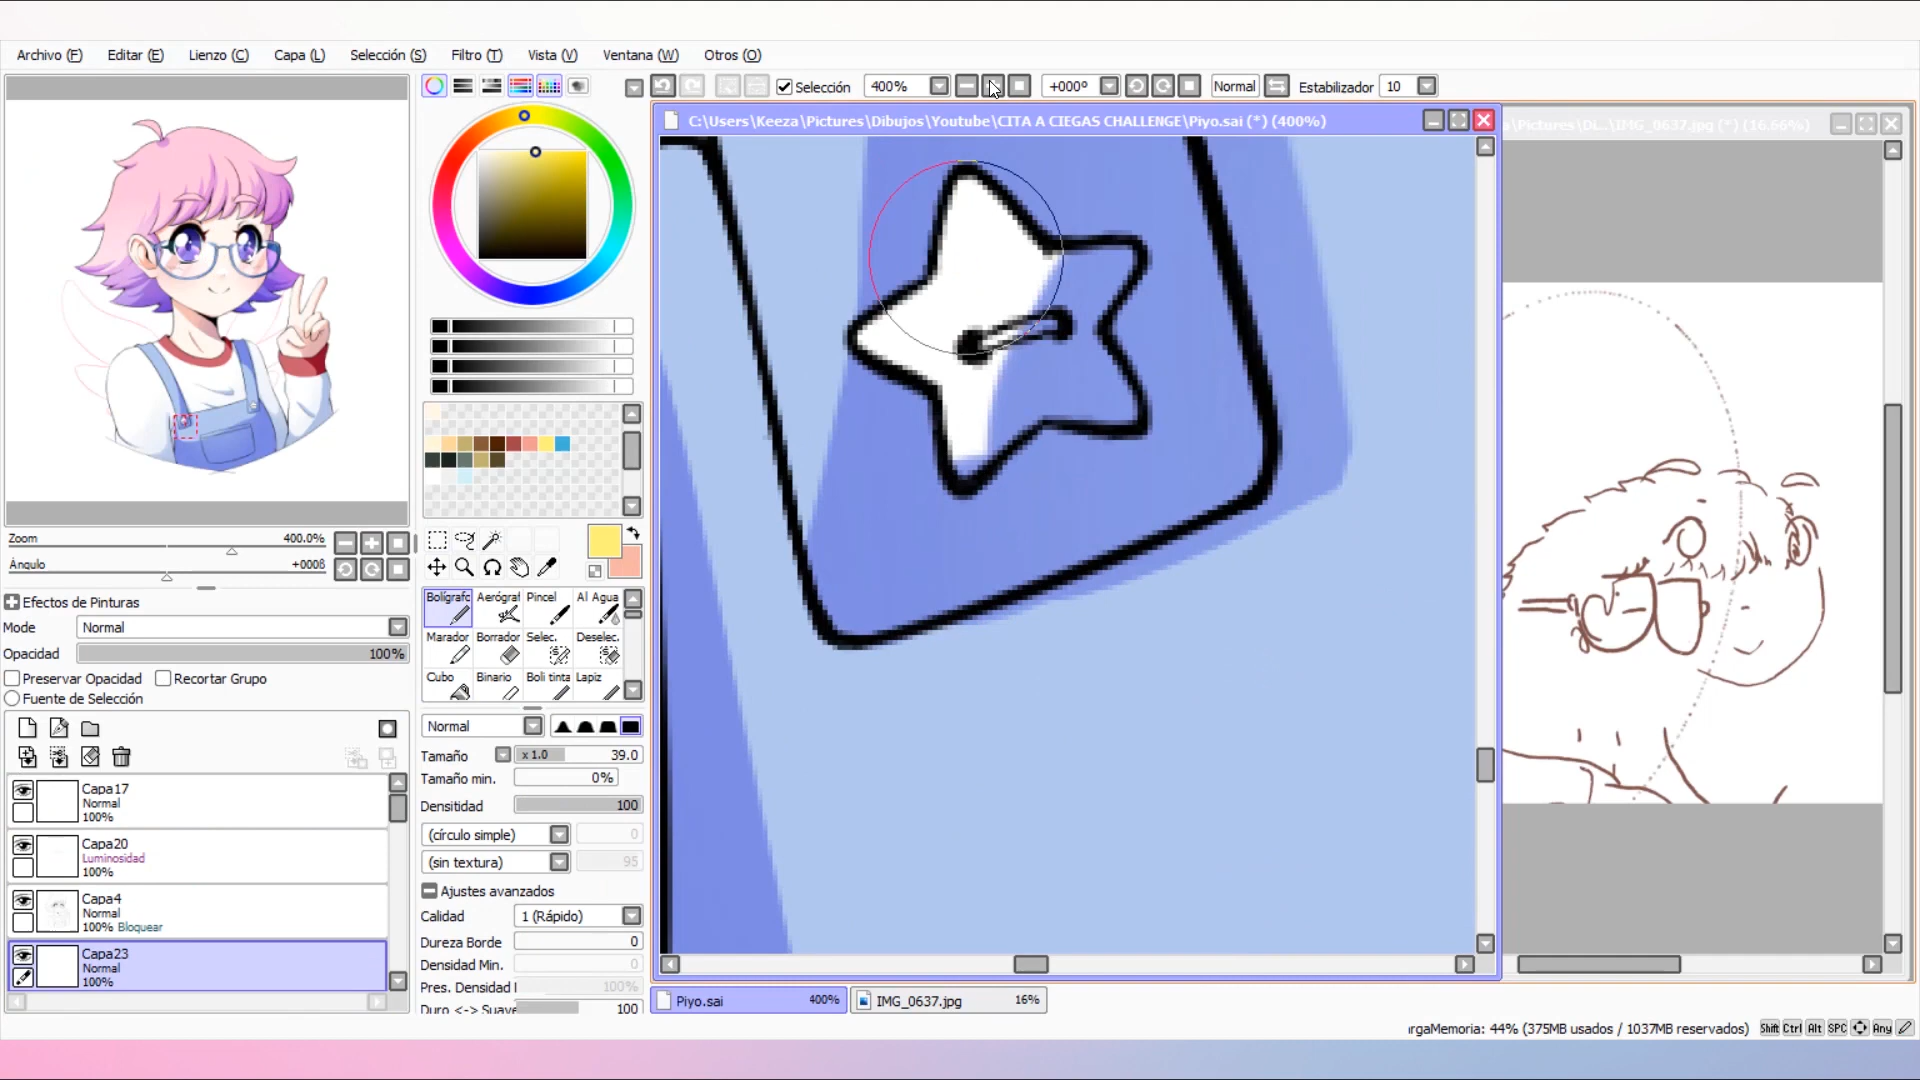 Archivo (F) Editar (E) Lienzo (C) Capa (L) Selección (S) Filtro (T) Vista (V) Ventana (W) Otros (O)
Selección 400% +000º Normal Estabilizador 10
C:\Users\Keeza\Pictures\Dibujos\Youtube\CITA A CIEGAS CHALLENGE\Piyo.sai (*) (400%)
\Pictures\Di...\IMG_0637.jpg (*) (16.66%)
Zoom 400.0%
Ángulo +000ß
Efectos de Pinturas
Mode Normal
Opacidad 100%
Preservar Opacidad Recortar Grupo
Fuente de Selección
Capa17
Normal
100%
Capa20
Luminosidad
100%
Capa4
Normal
100% Bloquear
Capa23
Normal
100%
Bolígrafo Aerógraf Pincel Al Agua
Marador Borrador Selec. Deselec.
Cubo Binario Boli tinta Lapiz
Normal
Tamaño x 1.0 39.0
Tamaño min. 0%
Densitidad 100
(círculo simple) 0
(sin textura) 95
Ajustes avanzados
Calidad 1 (Rápido)
Dureza Borde 0
Densidad Min. 0
Pres. Densidad 100%
Duro <-> Suave 100
Piyo.sai 400% IMG_0637.jpg 16%
rgaMemoria: 44% (375MB usados / 1037MB reservados) Shift Ctrl Alt SPC Any